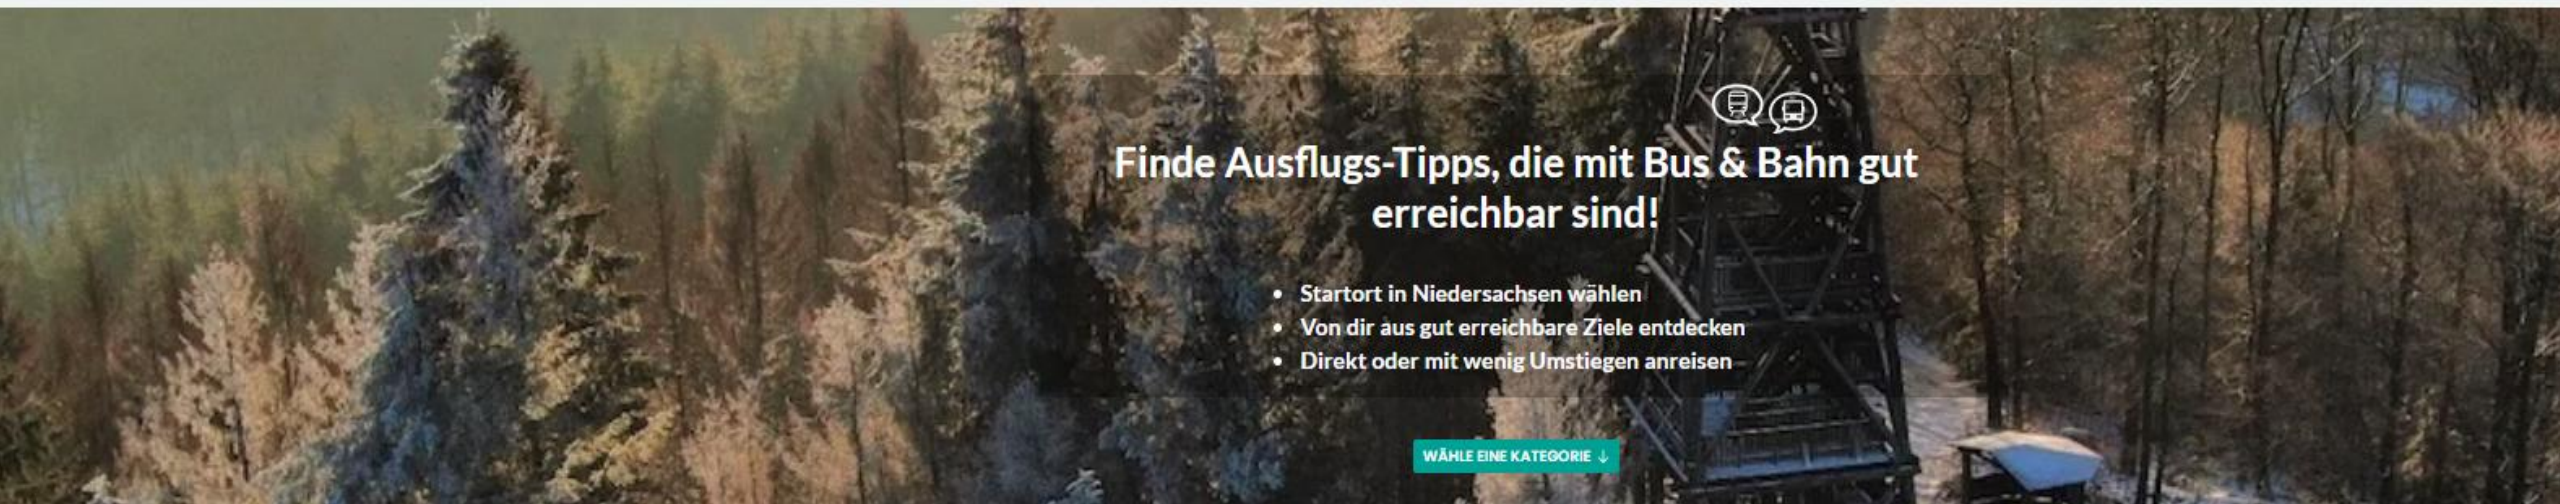 Finde Ausflugs-Tipps, die mit Bus & Bahn gut
erreichbar sind!
• Startort in Niedersachsen wählen
• Von dir aus gut erreichbare Ziele entdecken
• Direkt oder mit wenig Umstiegen anreisen
WÄHLE EINE KATEGORIE ↓